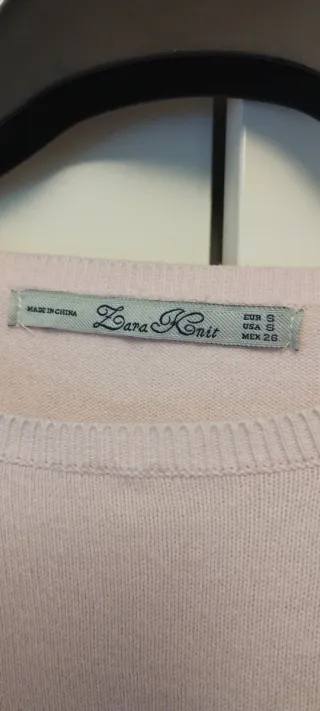 MADE IN CHINA
Zara Knit
EUR S
USA S
MEX 26